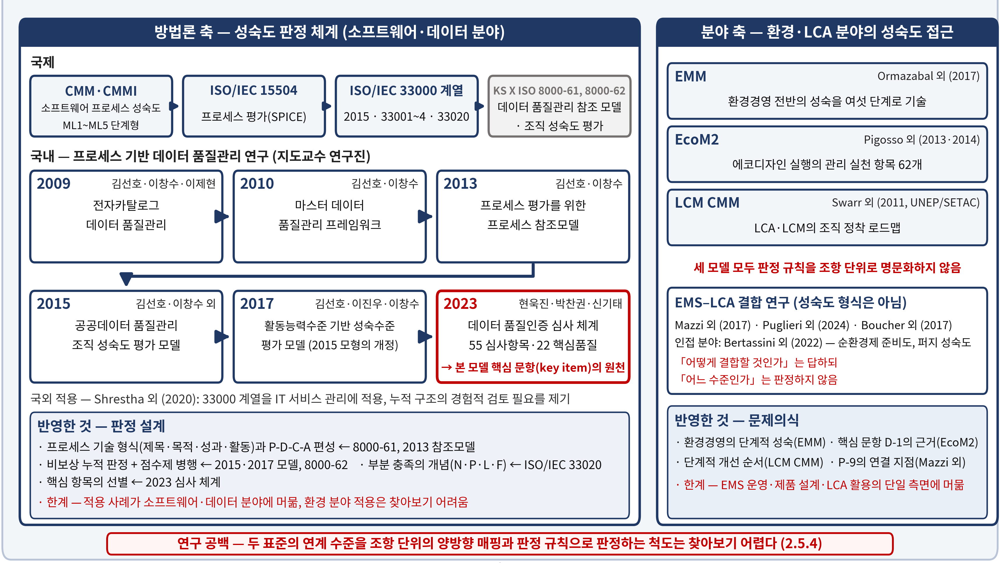 방법론 축 — 성숙도 판정 체계 (소프트웨어·데이터 분야)
국제
CMM·CMMI
소프트웨어 프로세스 성숙도
ML1~ML5 단계형
ISO/IEC 15504
프로세스 평가(SPICE)
ISO/IEC 33000 계열
2015 · 33001~4 · 33020
KS X ISO 8000-61, 8000-62
데이터 품질관리 참조 모델
· 조직 성숙도 평가
국내 — 프로세스 기반 데이터 품질관리 연구 (지도교수 연구진)
2009 김선호·이창수·이제현
전자카탈로그
데이터 품질관리
2010 김선호·이창수
마스터 데이터
품질관리 프레임워크
2013 김선호·이창수
프로세스 평가를 위한
프로세스 참조모델
2015 김선호·이창수 외
공공데이터 품질관리
조직 성숙도 평가 모델
2017 김선호·이진우·이창수
활동능력수준 기반 성숙수준
평가 모델 (2015 모형의 개정)
2023 현욱진·박찬권·신기태
데이터 품질인증 심사 체계
55 심사항목·22 핵심품질
→ 본 모델 핵심 문항(key item)의 원천
국외 적용 — Shrestha 외 (2020): 33000 계열을 IT 서비스 관리에 적용, 누적 구조의 경험적 검토 필요를 제기
반영한 것 — 판정 설계
· 프로세스 기술 형식(제목·목적·성과·활동)과 P-D-C-A 편성 ← 8000-61, 2013 참조모델
· 비보상 누적 판정 + 점수제 병행 ← 2015·2017 모델, 8000-62 · 부분 충족의 개념(N·P·L·F) ← ISO/IEC 33020
· 핵심 항목의 선별 ← 2023 심사 체계
· 한계 — 적용 사례가 소프트웨어·데이터 분야에 머묾, 환경 분야 적용은 찾아보기 어려움
분야 축 — 환경·LCA 분야의 성숙도 접근
EMM Ormazabal 외 (2017)
환경경영 전반의 성숙을 여섯 단계로 기술
EcoM2 Pigosso 외 (2013·2014)
에코디자인 실행의 관리 실천 항목 62개
LCM CMM Swarr 외 (2011, UNEP/SETAC)
LCA·LCM의 조직 정착 로드맵
세 모델 모두 판정 규칙을 조항 단위로 명문화하지 않음
EMS–LCA 결합 연구 (성숙도 형식은 아님)
Mazzi 외 (2017) · Puglieri 외 (2024) · Boucher 외 (2017)
인접 분야: Bertassini 외 (2022) — 순환경제 준비도, 퍼지 성숙도
「어떻게 결합할 것인가」는 답하되
「어느 수준인가」는 판정하지 않음
반영한 것 — 문제의식
· 환경경영의 단계적 성숙(EMM) · 핵심 문항 D-1의 근거(EcoM2)
· 단계적 개선 순서(LCM CMM) · P-9의 연결 지점(Mazzi 외)
· 한계 — EMS 운영·제품 설계·LCA 활용의 단일 측면에 머묾
연구 공백 — 두 표준의 연계 수준을 조항 단위의 양방향 매핑과 판정 규칙으로 판정하는 척도는 찾아보기 어렵다 (2.5.4)